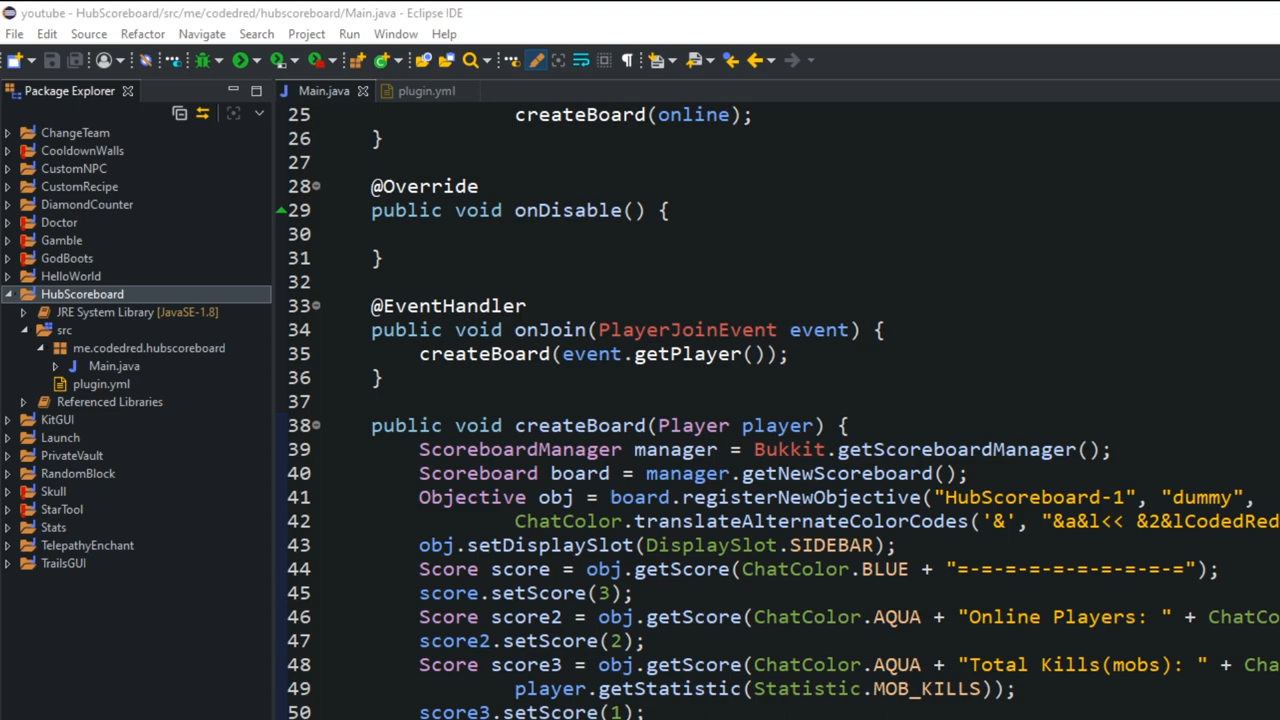 youtube - HubScoreboard/src/me/codedred/hubscoreboard/Main.java - Eclipse IDE
File Edit Source Refactor Navigate Search Project Run Window Help
Package Explorer
Main.java
plugin.yml
ChangeTeam
CooldownWalls
CustomNPC
CustomRecipe
DiamondCounter
Doctor
Gamble
GodBoots
HelloWorld
HubScoreboard
JRE System Library [JavaSE-1.8]
src
me.codedred.hubscoreboard
Main.java
plugin.yml
Referenced Libraries
KitGUI
Launch
PrivateVault
RandomBlock
Skull
StarTool
Stats
TelepathyEnchant
TrailsGUI
25 createBoard(online);
26 }
27
28 @Override
29 public void onDisable() {
30
31 }
32
33 @EventHandler
34 public void onJoin(PlayerJoinEvent event) {
35 createBoard(event.getPlayer());
36 }
37
38 public void createBoard(Player player) {
39 ScoreboardManager manager = Bukkit.getScoreboardManager();
40 Scoreboard board = manager.getNewScoreboard();
41 Objective obj = board.registerNewObjective("HubScoreboard-1", "dummy",
42 ChatColor.translateAlternateColorCodes('&', "&a&l<< &2&lCodedRed
43 obj.setDisplaySlot(DisplaySlot.SIDEBAR);
44 Score score = obj.getScore(ChatColor.BLUE + "=-=-=-=-=-=-=-=-=-=");
45 score.setScore(3);
46 Score score2 = obj.getScore(ChatColor.AQUA + "Online Players: " + ChatCo
47 score2.setScore(2);
48 Score score3 = obj.getScore(ChatColor.AQUA + "Total Kills(mobs): " + Cha
49 player.getStatistic(Statistic.MOB_KILLS));
50 score3.setScore(1);